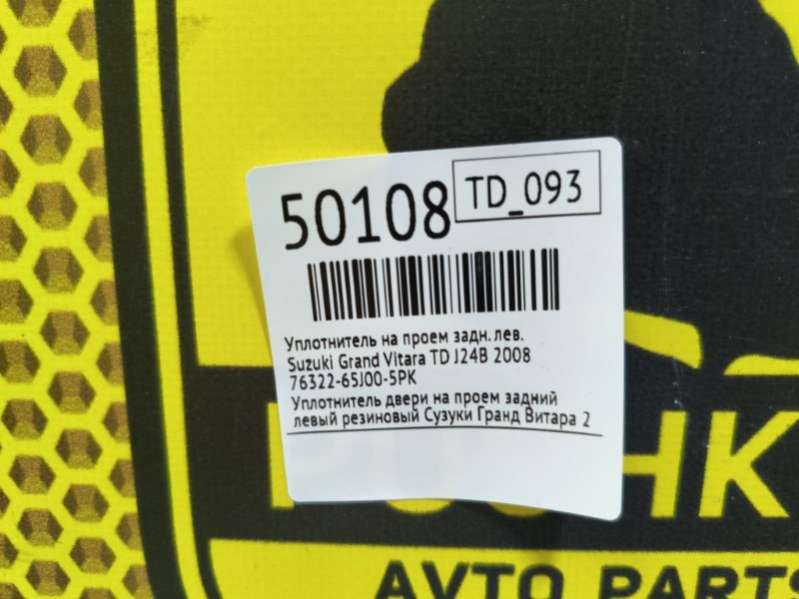 50108
TD_093
Уплотнитель на проем задн. лев.
Suzuki Grand Vitara TD J24B 2008
76322-65J00-5PK
Уплотнитель двери на проем задний
левый резиновый Сузуки Гранд Витара 2
AVTO PARTS